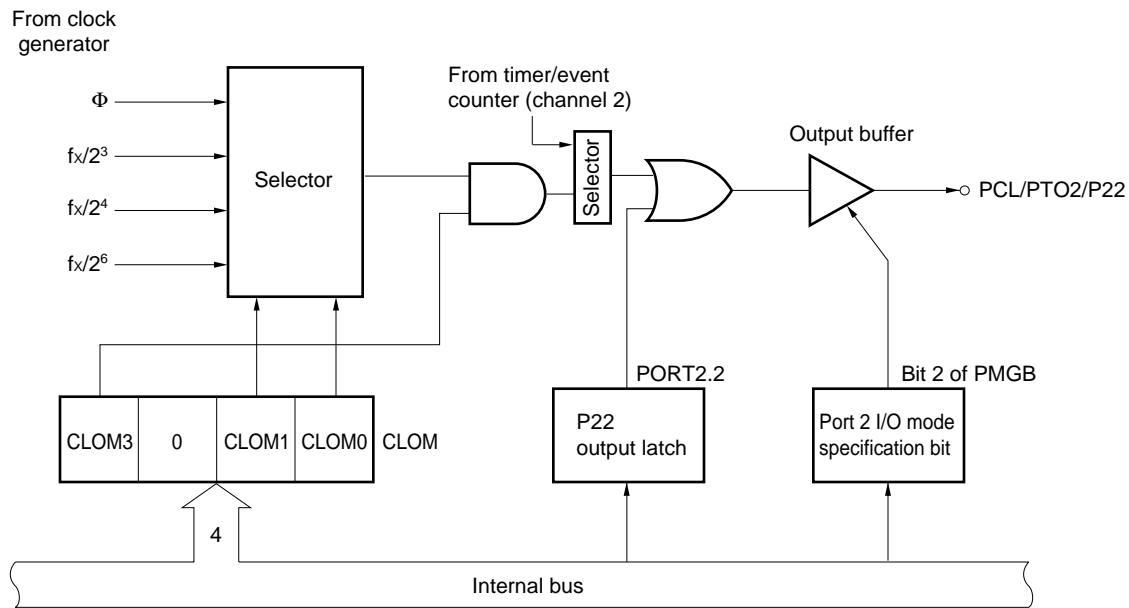 From clock
generator
Φ
fx/2³
fx/2⁴
fx/2⁶
Selector
From timer/event
counter (channel 2)
Selector
Output buffer
PCL/PTO2/P22
CLOM3
0
CLOM1
CLOM0
CLOM
PORT2.2
P22
output latch
Bit 2 of PMGB
Port 2 I/O mode
specification bit
4
Internal bus